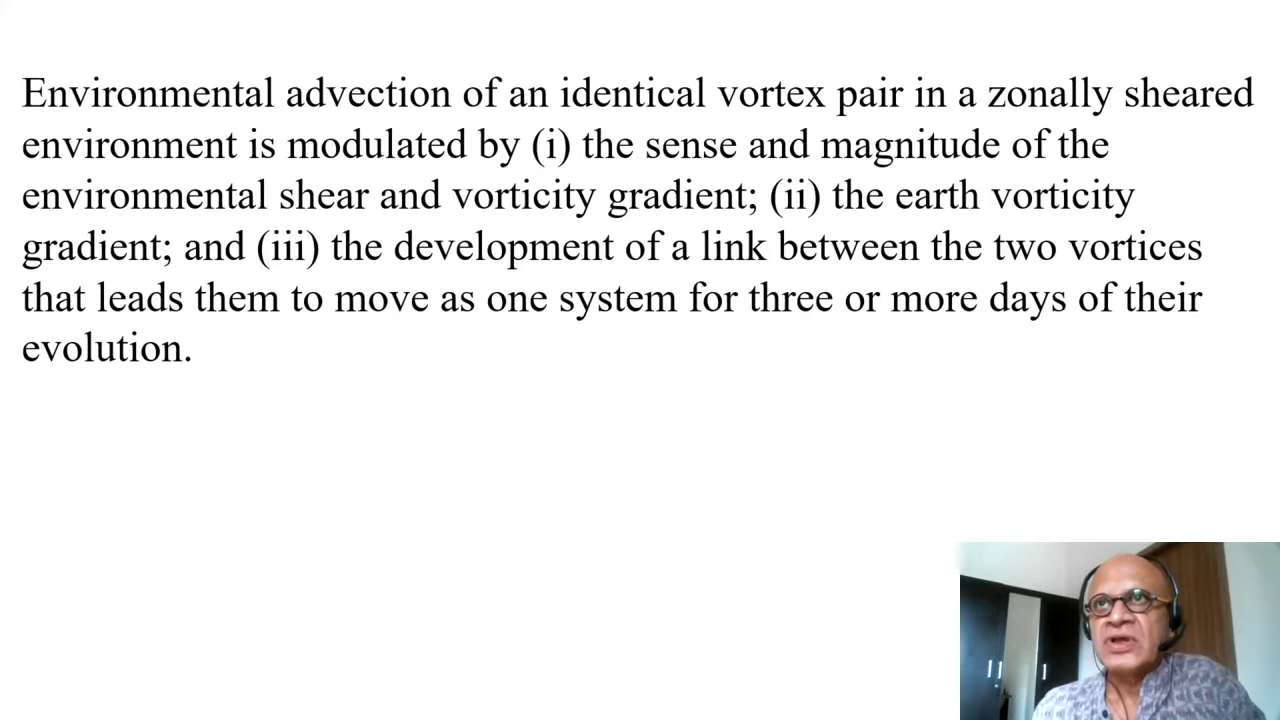 Environmental advection of an identical vortex pair in a zonally sheared
environment is modulated by (i) the sense and magnitude of the
environmental shear and vorticity gradient; (ii) the earth vorticity
gradient; and (iii) the development of a link between the two vortices
that leads them to move as one system for three or more days of their
evolution.